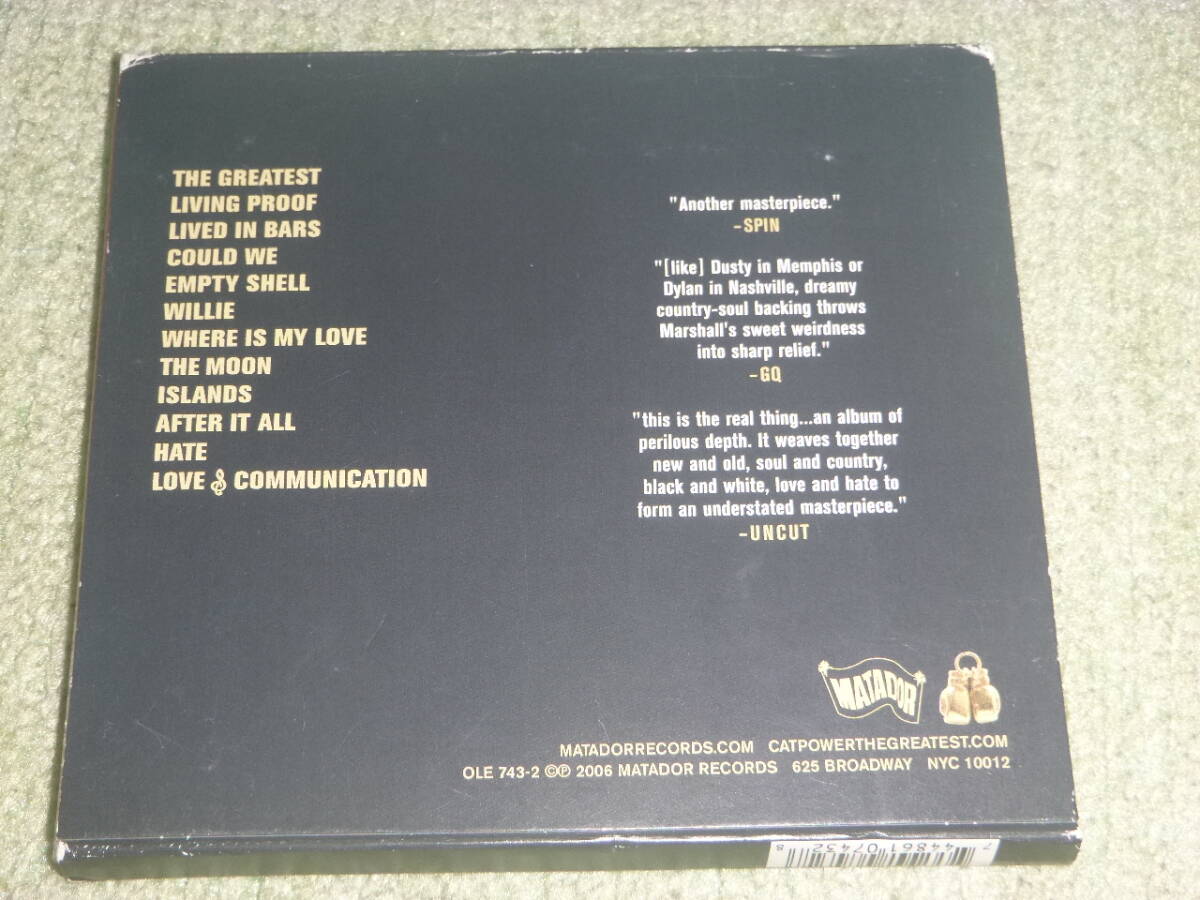 THE GREATEST
LIVING PROOF
LIVED IN BARS
COULD WE
EMPTY SHELL
WILLIE
WHERE IS MY LOVE
THE MOON
ISLANDS
AFTER IT ALL
HATE
LOVE & COMMUNICATION
"Another masterpiece."
–SPIN
"[like] Dusty in Memphis or
Dylan in Nashville, dreamy
country-soul backing throws
Marshall's sweet weirdness
into sharp relief."
–GQ
"this is the real thing...an album of
perilous depth. It weaves together
new and old, soul and country,
black and white, love and hate to
form an understated masterpiece."
–UNCUT
MATADOR
MATADORRECORDS.COM CATPOWERTHEGREATEST.COM
OLE 743-2 ©℗ 2006 MATADOR RECORDS 625 BROADWAY NYC 10012
7 44861 07432 8